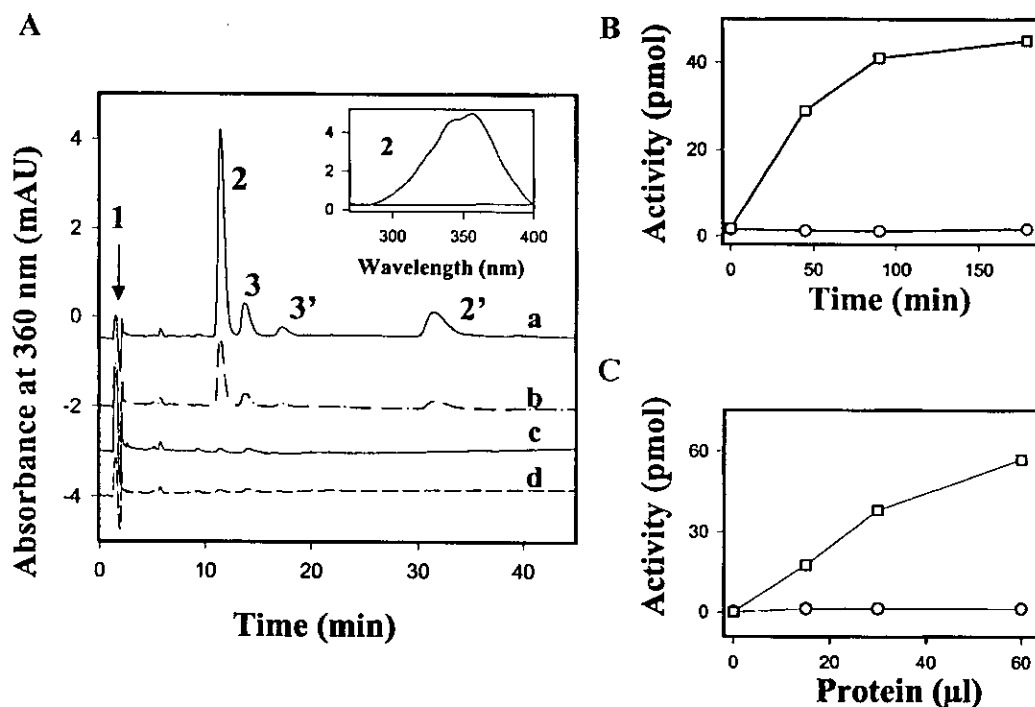 A
Absorbance at 360 nm (mAU)
4
2
0
-2
-4
1
2
3
3’
2’
a
b
c
d
0
10
20
30
40
Time (min)
2
4
2
0
300
350
400
Wavelength (nm)
B
Activity (pmol)
40
20
0
0
50
100
150
Time (min)
C
Activity (pmol)
60
30
0
0
20
40
60
Protein (µl)